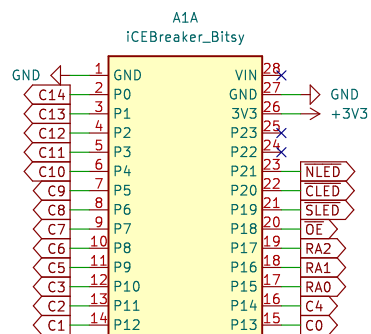 A1A
iCEBreaker_Bitsy
GND 1 GND VIN 28
C14 2 P0 GND 27 GND
C13 3 P1 3V3 26 +3V3
C12 4 P2 P23 25
C11 5 P3 P22 24
C10 6 P4 P21 23 NLED
C9 7 P5 P20 22 CLED
C8 8 P6 P19 21 SLED
C7 9 P7 P18 20 OE
C6 10 P8 P17 19 RA2
C5 11 P9 P16 18 RA1
C3 12 P10 P15 17 RA0
C2 13 P11 P14 16 C4
C1 14 P12 P13 15 C0